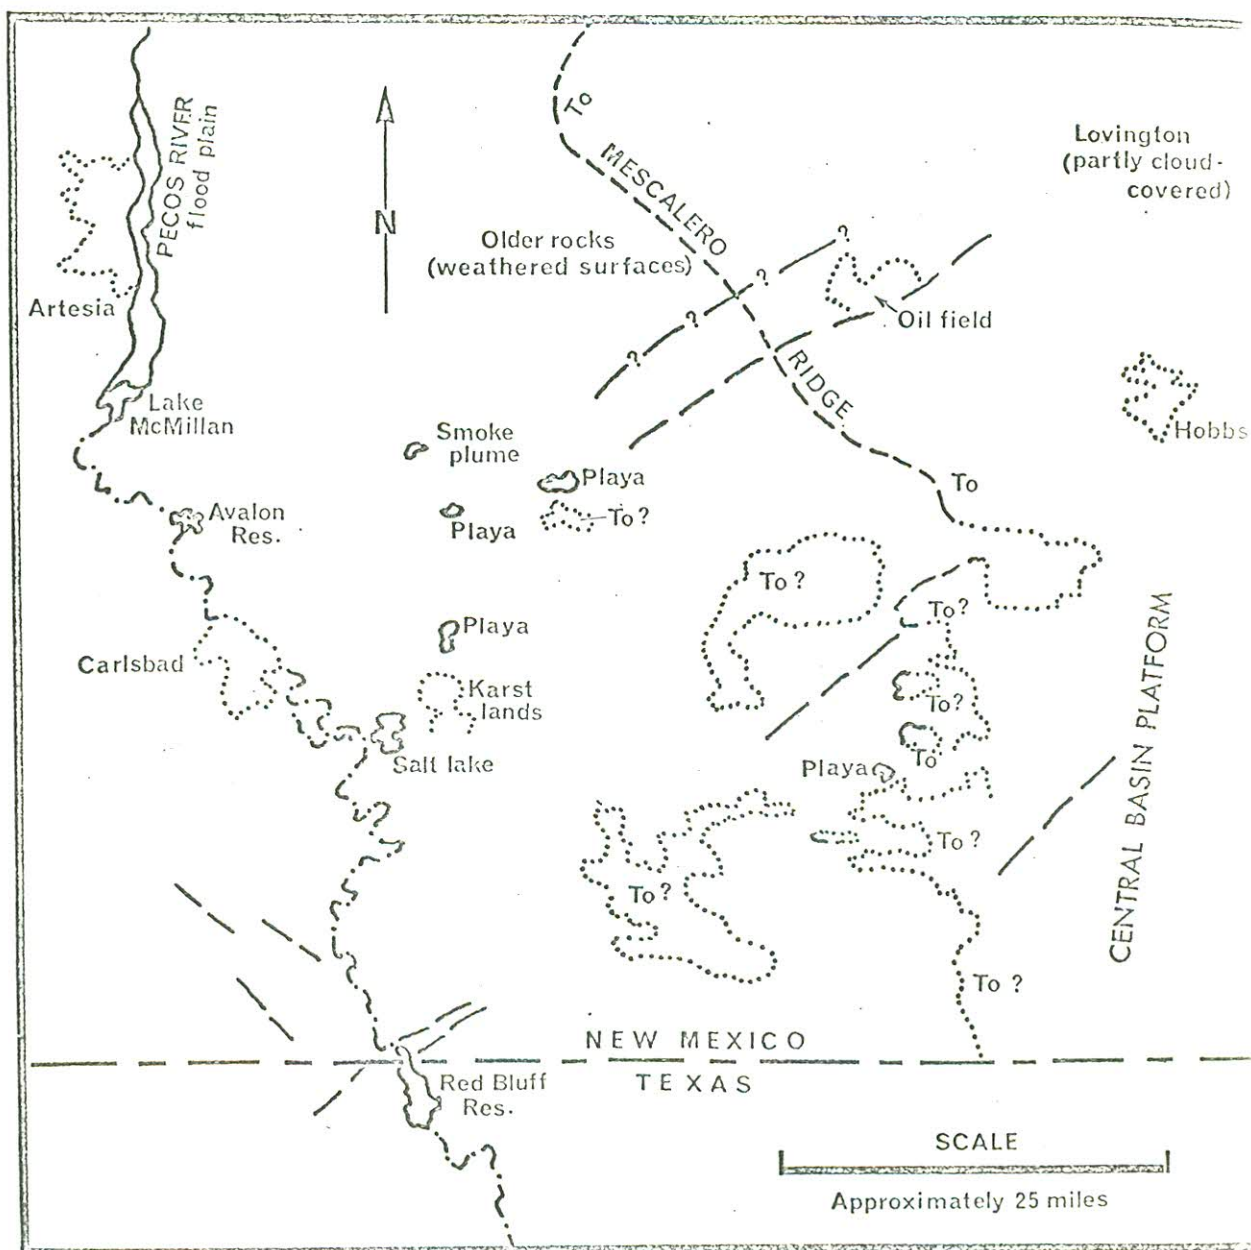 To
Lovington
(partly cloud-
covered)
PECOS RIVER
flood plain
MESCALERO
N
Older rocks
(weathered surfaces)
?
?
?
?
Oil field
Artesia
RIDGE
Lake
McMillan
Hobbs
Smoke
plume
Playa
To
Avalon
Res.
Playa
To?
To ?
To?
Playa
Carlsbad
Karst
lands
To?
Salt lake
To
Playa
CENTRAL BASIN PLATFORM
To ?
To ?
To ?
NEW MEXICO
TEXAS
Red Bluff
Res.
SCALE
Approximately 25 miles